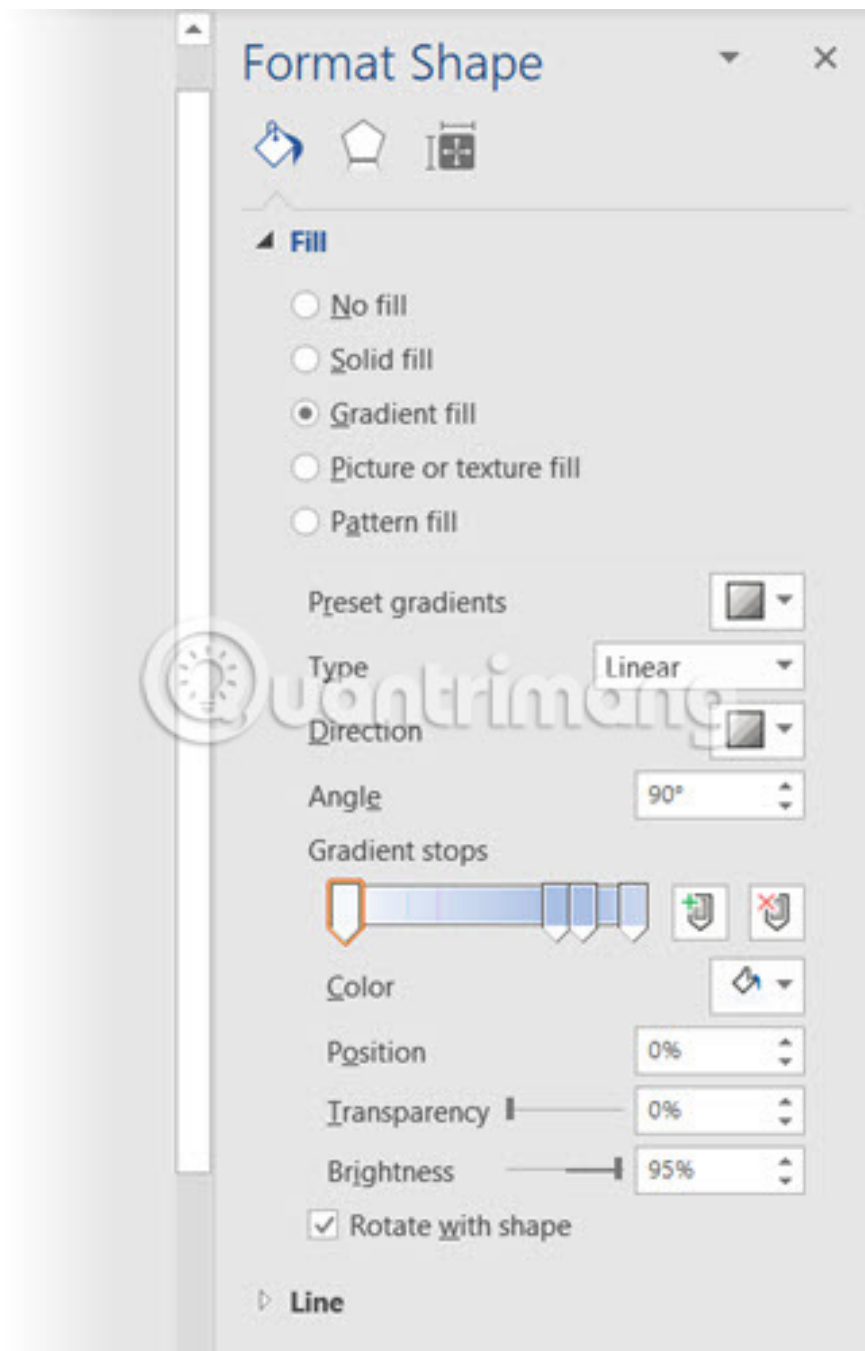 Format Shape
Fill
No fill
Solid fill
Gradient fill
Picture or texture fill
Pattern fill
Preset gradients
Type Linear
Quantrimang
Direction
Angle 90°
Gradient stops
Color
Position 0%
Transparency 0%
Brightness 95%
Rotate with shape
Line